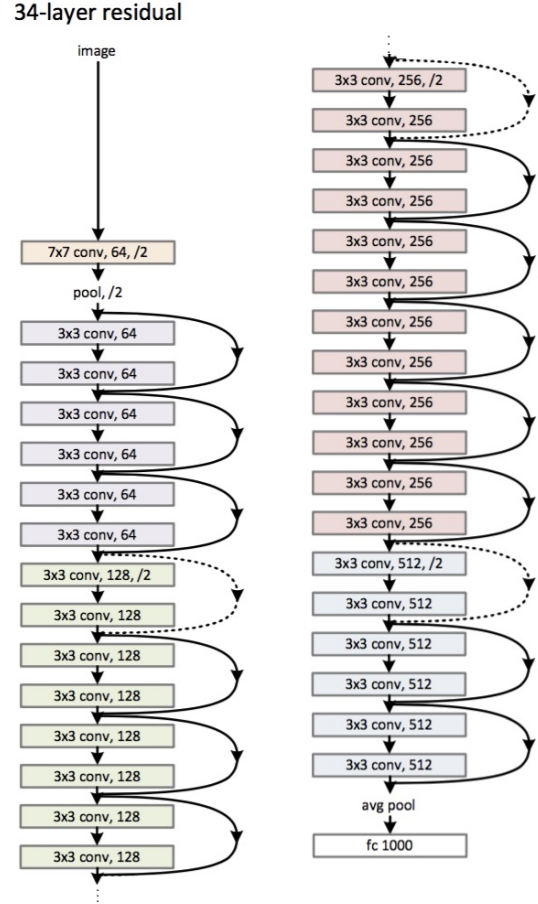 34-layer residual
image
7x7 conv, 64, /2
pool, /2
3x3 conv, 64
3x3 conv, 64
3x3 conv, 64
3x3 conv, 64
3x3 conv, 64
3x3 conv, 64
3x3 conv, 128, /2
3x3 conv, 128
3x3 conv, 128
3x3 conv, 128
3x3 conv, 128
3x3 conv, 128
3x3 conv, 128
3x3 conv, 128
3x3 conv, 256, /2
3x3 conv, 256
3x3 conv, 256
3x3 conv, 256
3x3 conv, 256
3x3 conv, 256
3x3 conv, 256
3x3 conv, 256
3x3 conv, 256
3x3 conv, 256
3x3 conv, 256
3x3 conv, 256
3x3 conv, 512, /2
3x3 conv, 512
3x3 conv, 512
3x3 conv, 512
3x3 conv, 512
3x3 conv, 512
avg pool
fc 1000